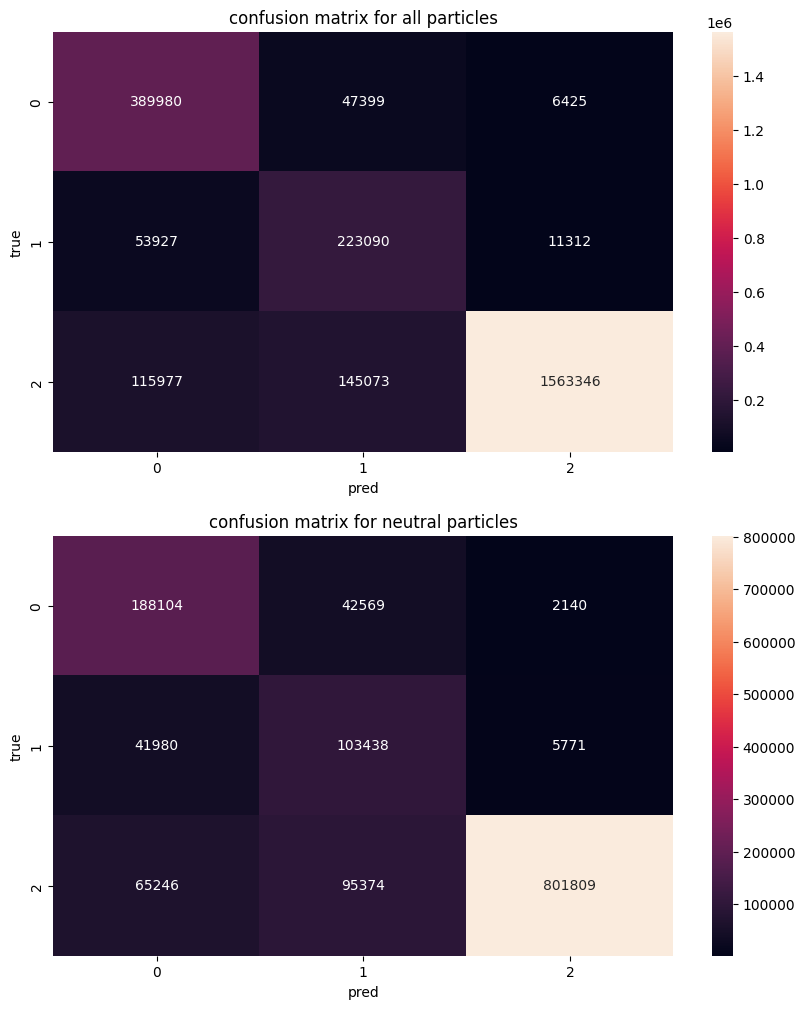 confusion matrix for all particles
1e6
0 389980 47399 6425
1 53927 223090 11312
2 115977 145073 1563346
true
0 1 2
pred
1.4
1.2
1.0
0.8
0.6
0.4
0.2
confusion matrix for neutral particles
0 188104 42569 2140
1 41980 103438 5771
2 65246 95374 801809
true
0 1 2
pred
800000
700000
600000
500000
400000
300000
200000
100000